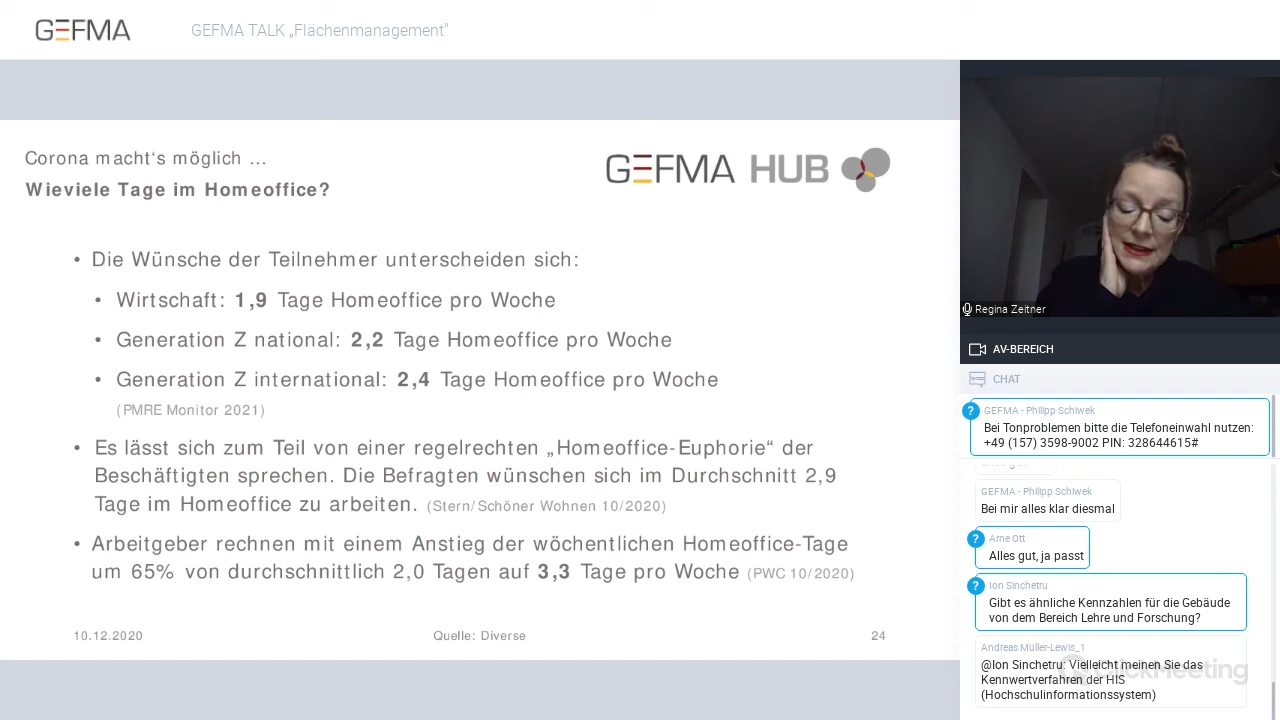 GEFMA
GEFMA TALK „Flächenmanagement"
Corona macht's möglich ...
Wieviele Tage im Homeoffice?
GEFMA HUB
• Die Wünsche der Teilnehmer unterscheiden sich:
• Wirtschaft: 1,9 Tage Homeoffice pro Woche
• Generation Z national: 2,2 Tage Homeoffice pro Woche
• Generation Z international: 2,4 Tage Homeoffice pro Woche
(PMRE Monitor 2021)
• Es lässt sich zum Teil von einer regelrechten „Homeoffice-Euphorie“ der
Beschäftigten sprechen. Die Befragten wünschen sich im Durchschnitt 2,9
Tage im Homeoffice zu arbeiten. (Stern/Schöner Wohnen 10/2020)
• Arbeitgeber rechnen mit einem Anstieg der wöchentlichen Homeoffice-Tage
um 65% von durchschnittlich 2,0 Tagen auf 3,3 Tage pro Woche (PWC 10/2020)
10.12.2020
Quelle: Diverse
24
Regina Zeitner
AV-BEREICH
CHAT
?
GEFMA - Philipp Schiwek
Bei Tonproblemen bitte die Telefoneinwahl nutzen:
+49 (157) 3598-9002 PIN: 328644615#
GEFMA - Philipp Schiwek
Bei mir alles klar diesmal
?
Arne Ott
Alles gut, ja passt
?
Ion Sinchetru
Gibt es ähnliche Kennzahlen für die Gebäude
von dem Bereich Lehre und Forschung?
Andreas Müller-Lewis_1
@Ion Sinchetru: Vielleicht meinen Sie das
Kennwertverfahren der HIS
(Hochschulinformationssystem)
ClickMeeting